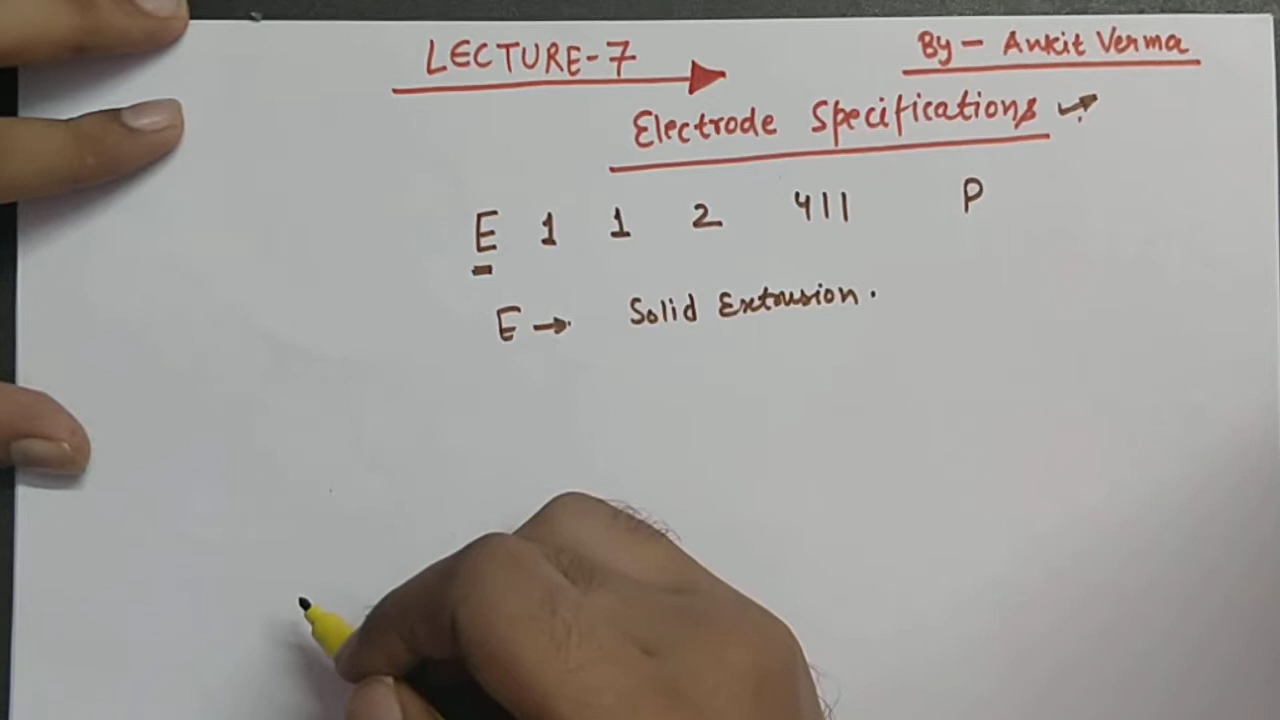 LECTURE-7
By - Ankit Verma
Electrode Specifications →
E 1 1 2 411 P
E → Solid Extrusion.